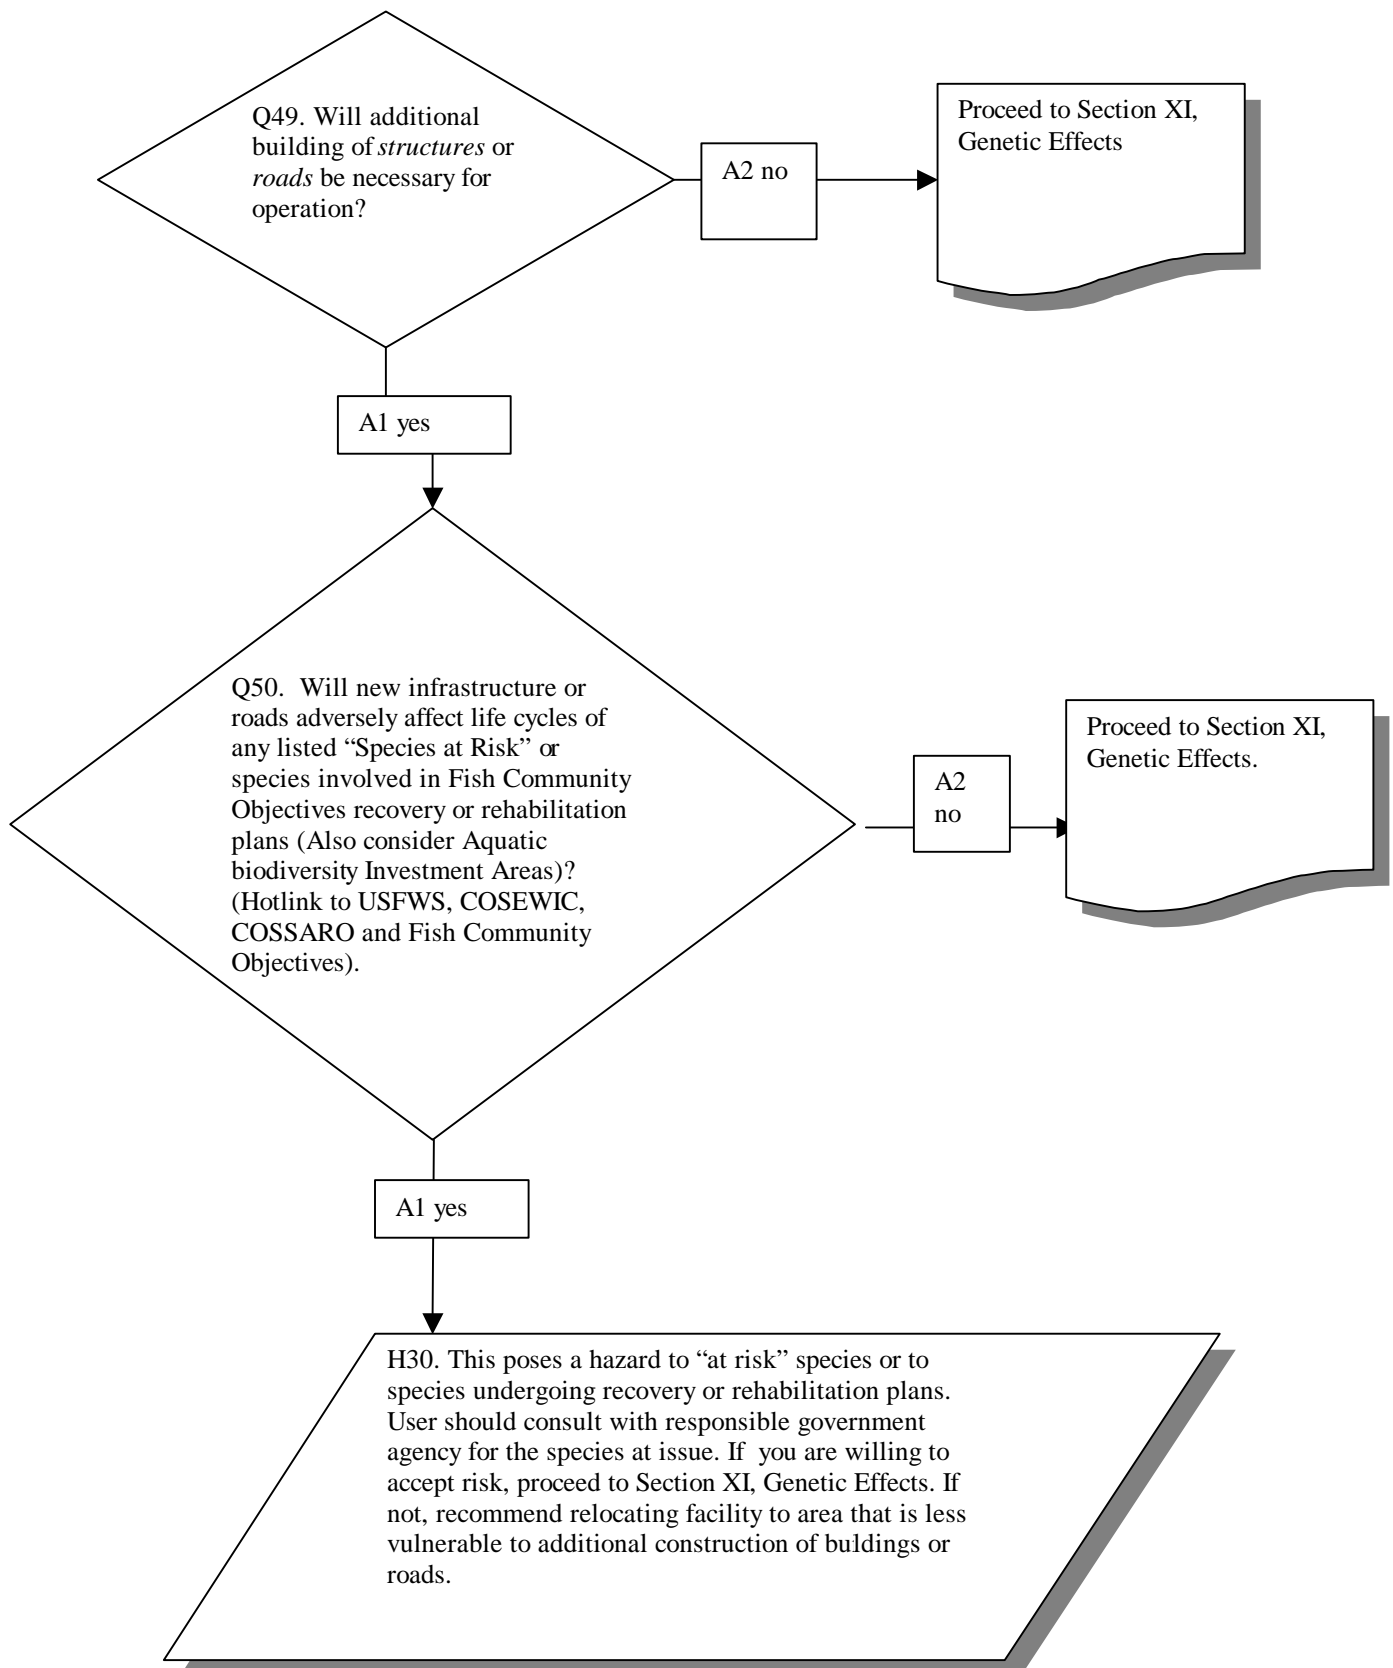 Q49. Will additional
building of structures or
roads be necessary for
operation?
A2 no
Proceed to Section XI,
Genetic Effects
A1 yes
Q50.  Will new infrastructure or
roads adversely affect life cycles of
any listed “Species at Risk” or
species involved in Fish Community
Objectives recovery or rehabilitation
plans (Also consider Aquatic
biodiversity Investment Areas)?
(Hotlink to USFWS, COSEWIC,
COSSARO and Fish Community
Objectives).
A2
no
Proceed to Section XI,
Genetic Effects.
A1 yes
H30. This poses a hazard to “at risk” species or to
species undergoing recovery or rehabilitation plans.
User should consult with responsible government
agency for the species at issue. If  you are willing to
accept risk, proceed to Section XI, Genetic Effects. If
not, recommend relocating facility to area that is less
vulnerable to additional construction of buildings or
roads.